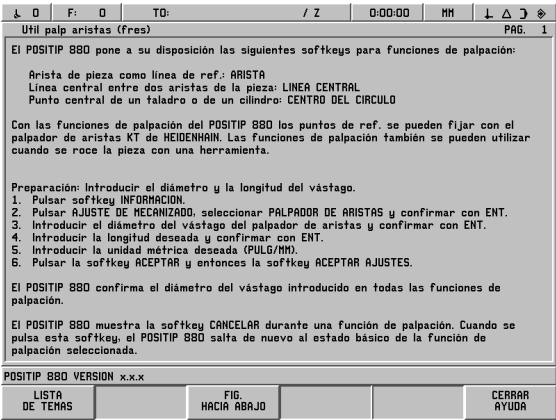 0 F: 0 TO: / Z 0:00:00 MM
Util palp aristas (fres) PAG. 1
El POSITIP 880 pone a su disposición las siguientes softkeys para funciones de palpación:
Arista de pieza como línea de ref.: ARISTA
Línea central entre dos aristas de la pieza: LINEA CENTRAL
Punto central de un taladro o de un cilindro: CENTRO DEL CIRCULO
Con las funciones de palpación del POSITIP 880 los puntos de ref. se pueden fijar con el
palpador de aristas KT de HEIDENHAIN. Las funciones de palpación también se pueden utilizar
cuando se roce la pieza con una herramienta.
Preparación: Introducir el diámetro y la longitud del vástago.
1. Pulsar softkey INFORMACION.
2. Pulsar AJUSTE DE MECANIZADO, seleccionar PALPADOR DE ARISTAS y confirmar con ENT.
3. Introducir el diámetro del vástago del palpador de aristas y confirmar con ENT.
4. Introducir la longitud deseada y confirmar con ENT.
5. Introducir la unidad métrica deseada (PULG/MM).
6. Pulsar la softkey ACEPTAR y entonces la softkey ACEPTAR AJUSTES.
El POSITIP 880 confirma el diámetro del vástago introducido en todas las funciones de
palpación.
El POSITIP 880 muestra la softkey CANCELAR durante una función de palpación. Cuando se
pulsa esta softkey, el POSITIP 880 salta de nuevo al estado básico de la función de
palpación seleccionada.
POSITIP 880 VERSION x.x.x
LISTA
DE TEMAS
FIG.
HACIA ABAJO
CERRAR
AYUDA